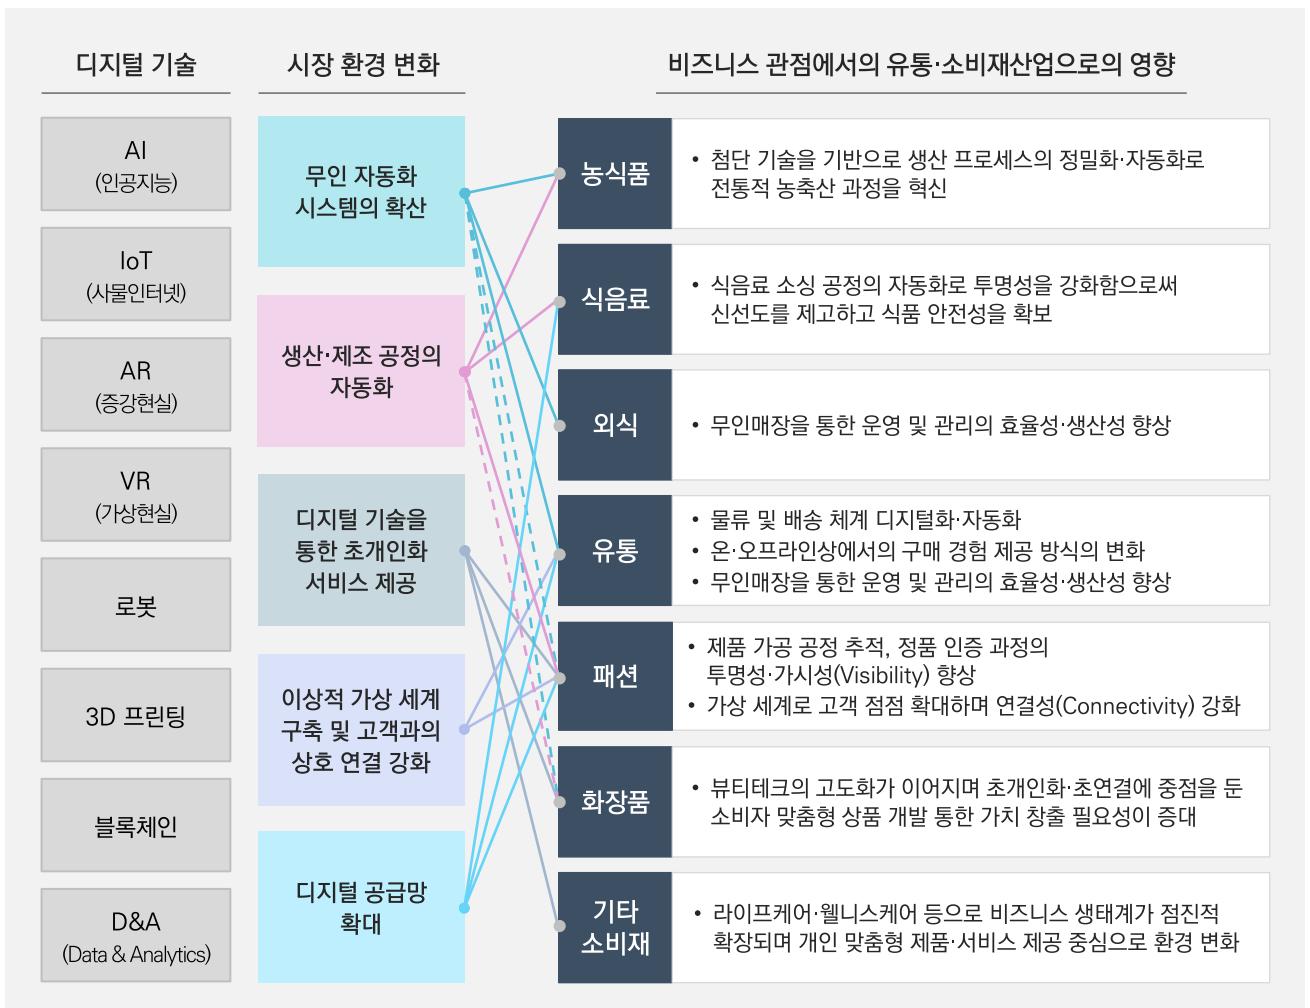 디지털 기술
시장 환경 변화
비즈니스 관점에서의 유통·소비재산업으로의 영향
AI
(인공지능)
IoT
(사물인터넷)
AR
(증강현실)
VR
(가상현실)
로봇
3D 프린팅
블록체인
D&A
(Data & Analytics)
무인 자동화
시스템의 확산
생산·제조 공정의
자동화
디지털 기술을
통한 초개인화
서비스 제공
이상적 가상 세계
구축 및 고객과의
상호 연결 강화
디지털 공급망
확대
농식품
• 첨단 기술을 기반으로 생산 프로세스의 정밀화·자동화로
전통적 농축산 과정을 혁신
식음료
• 식음료 소싱 공정의 자동화로 투명성을 강화함으로써
신선도를 제고하고 식품 안전성을 확보
외식
• 무인매장을 통한 운영 및 관리의 효율성·생산성 향상
유통
• 물류 및 배송 체계 디지털화·자동화
• 온·오프라인상에서의 구매 경험 제공 방식의 변화
• 무인매장을 통한 운영 및 관리의 효율성·생산성 향상
패션
• 제품 가공 공정 추적, 정품 인증 과정의
투명성·가시성(Visibility) 향상
• 가상 세계로 고객 점점 확대하며 연결성(Connectivity) 강화
화장품
• 뷰티테크의 고도화가 이어지며 초개인화·초연결에 중점을 둔
소비자 맞춤형 상품 개발 통한 가치 창출 필요성이 증대
기타
소비재
• 라이프케어·웰니스케어 등으로 비즈니스 생태계가 점진적
확장되며 개인 맞춤형 제품·서비스 제공 중심으로 환경 변화